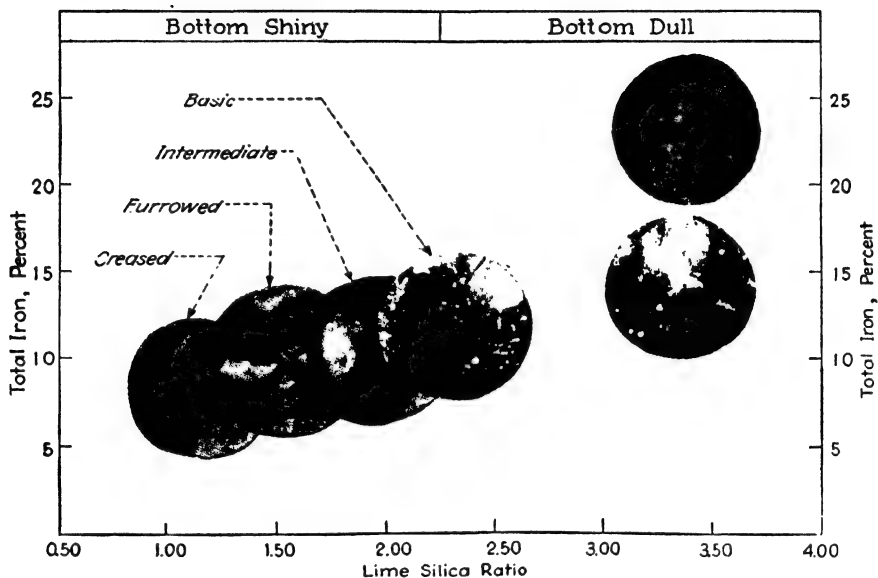 Bottom Shiny Bottom Dull
25 Basic 25
Intermediate
20 20
Furrowed
Creased
15 15
10 10
5 5
Total Iron, Percent
Total Iron, Percent
0.50 1.00 1.50 2.00 2.50 3.00 3.50 4.00
Lime Silica Ratio